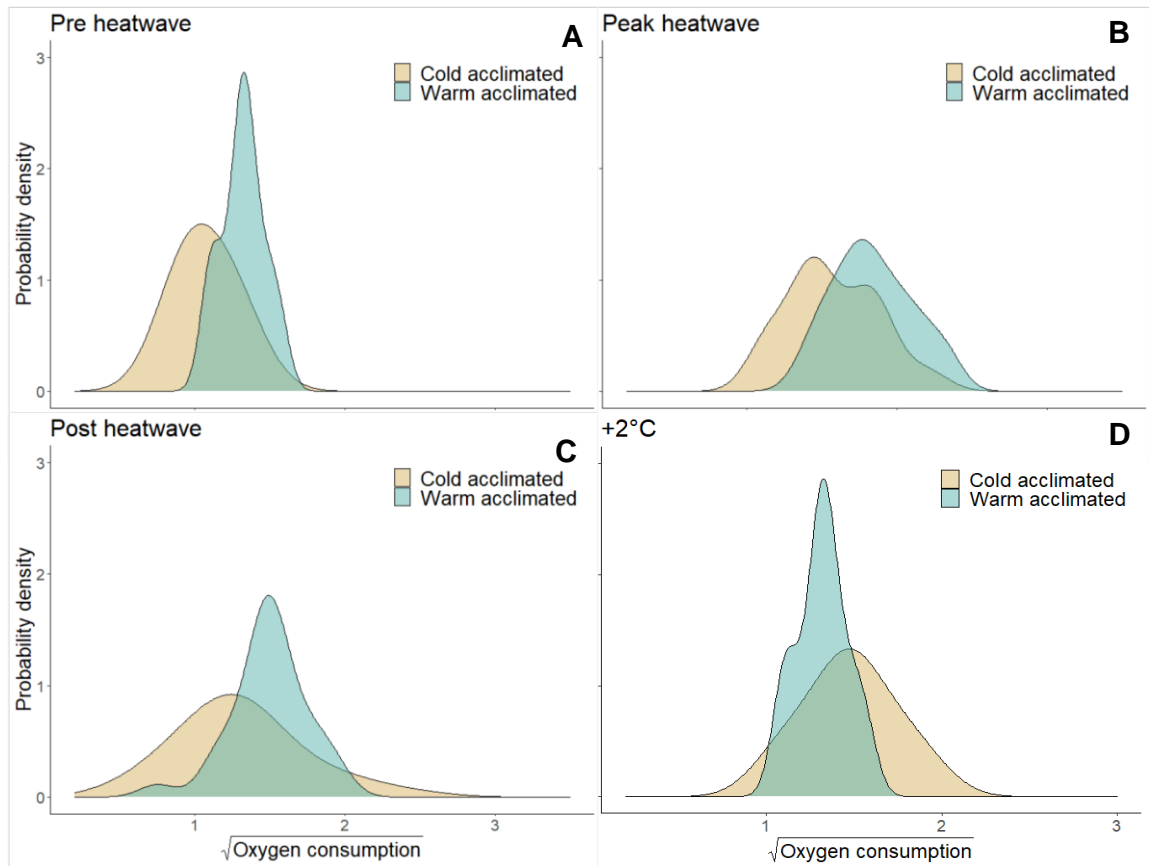 Pre heatwave
A
Cold acclimated
Warm acclimated
3
2
1
0
Probability density
Peak heatwave
B
Cold acclimated
Warm acclimated
Post heatwave
C
Cold acclimated
Warm acclimated
3
2
1
0
Probability density
1 2 3
√Oxygen consumption
+2°C
D
Cold acclimated
Warm acclimated
1 2 3
√Oxygen consumption